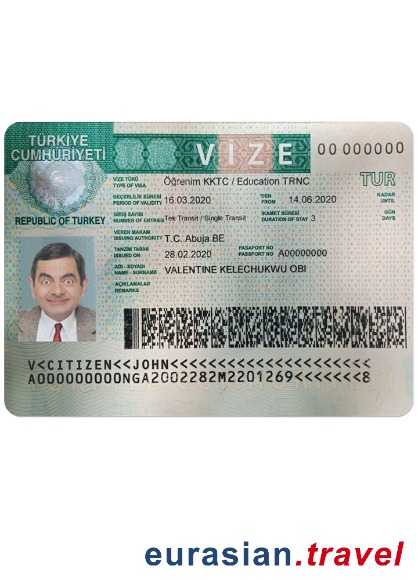 TÜRKİYE CUMHURİYETİ
VİZE
00 000000
VİZE TÜRÜ
TYPE OF VISA
Öğrenim KKTC / Education TRNC
TUR
GEÇERLİLİK SÜRESİ
PERIOD OF VALIDITY
16.03.2020
'DEN
FROM
14.06.2020
KADAR
UNTIL
REPUBLIC OF TURKEY
GİRİŞ SAYISI
NUMBER OF ENTRIES
Tek Transit / Single Transit
İKAMET SÜRESİ
DURATION OF STAY
3
GÜN
DAYS
VEREN MAKAM
ISSUING AUTHORITY
T.C. Abuja BE
TANZİM TARİHİ
ISSUED ON
28.02.2020
PASAPORT NO
PASSPORT NO
A00000000
ADI - SOYADI
NAME - SURNAME
VALENTINE KELECHUKWU OBI
AÇIKLAMALAR
REMARKS
V<CITIZEN<<JOHN<<<<<<<<<<<<<<<<<<<<<
A000000000NGA2002282M2201269<<<<<<<8
eurasian.travel